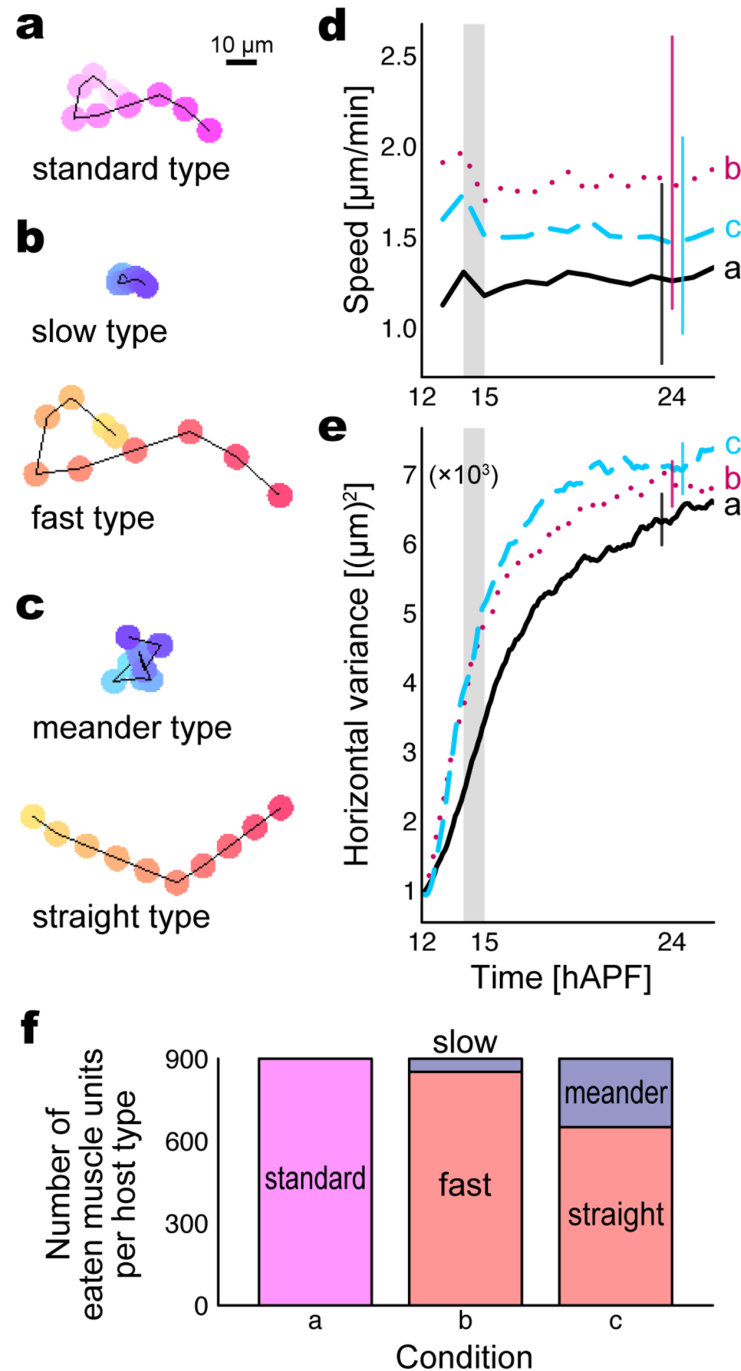 a
10 µm
standard type
b
slow type
fast type
c
meander type
straight type
d
Speed [µm/min]
2.5
2.0
1.5
1.0
b
c
a
12
15
24
e
Horizontal variance [(µm)²]
(×10³)
7
6
5
4
3
2
1
c
b
a
12
15
24
Time [hAPF]
f
Number of
eaten muscle units
per host type
900
600
300
0
slow
standard
fast
meander
straight
a
b
c
Condition